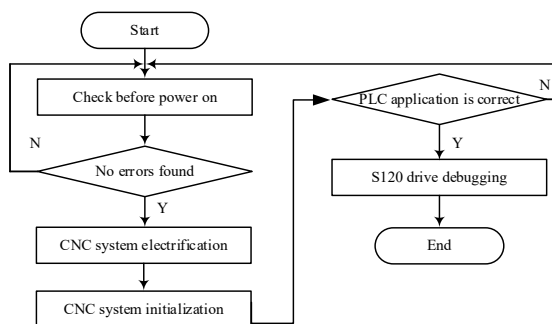 Start
Check before power on
N
No errors found
Y
CNC system electrification
CNC system initialization
PLC application is correct
N
Y
S120 drive debugging
End